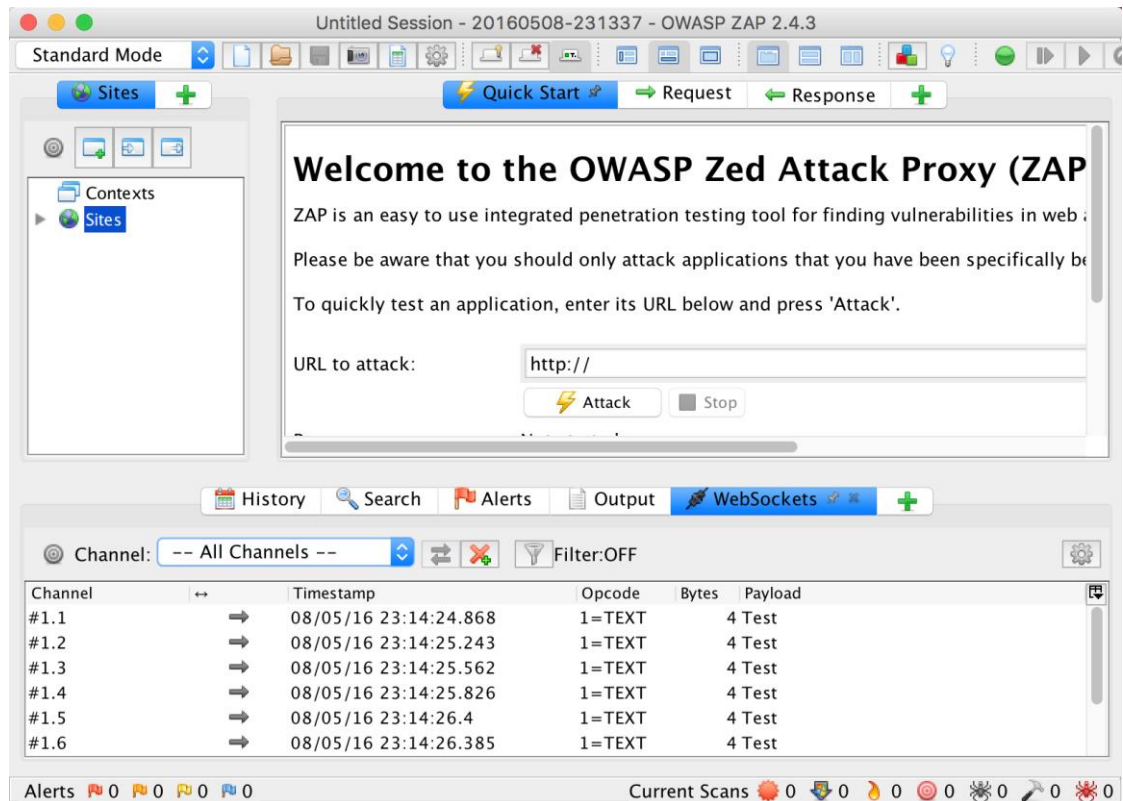 Untitled Session - 20160508-231337 - OWASP ZAP 2.4.3
Standard Mode
Sites
Quick Start Request Response
Contexts
Sites
Welcome to the OWASP Zed Attack Proxy (ZAP
ZAP is an easy to use integrated penetration testing tool for finding vulnerabilities in web
Please be aware that you should only attack applications that you have been specifically be
To quickly test an application, enter its URL below and press 'Attack'.
URL to attack: http://
Attack Stop
History Search Alerts Output WebSockets
Channel: -- All Channels -- Filter:OFF
Channel ↔ Timestamp Opcode Bytes Payload
#1.1 08/05/16 23:14:24.868 1=TEXT 4 Test
#1.2 08/05/16 23:14:25.243 1=TEXT 4 Test
#1.3 08/05/16 23:14:25.562 1=TEXT 4 Test
#1.4 08/05/16 23:14:25.826 1=TEXT 4 Test
#1.5 08/05/16 23:14:26.4 1=TEXT 4 Test
#1.6 08/05/16 23:14:26.385 1=TEXT 4 Test
Alerts 0 0 0 0 Current Scans 0 0 0 0 0 0 0